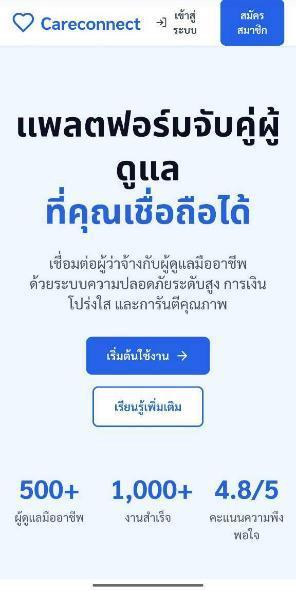 Careconnect
เข้าสู่
ระบบ
สมัคร
สมาชิก
แพลตฟอร์มจับคู่ผู้
ดูแล
ที่คุณเชื่อถือได้
เชื่อมต่อผู้ว่าจ้างกับผู้ดูแลมืออาชีพ
ด้วยระบบความปลอดภัยระดับสูง การเงิน
โปร่งใส และการันตีคุณภาพ
เริ่มต้นใช้งาน →
เรียนรู้เพิ่มเติม
500+ 1,000+ 4.8/5
ผู้ดูแลมืออาชีพ งานสำเร็จ คะแนนความพึง
พอใจ